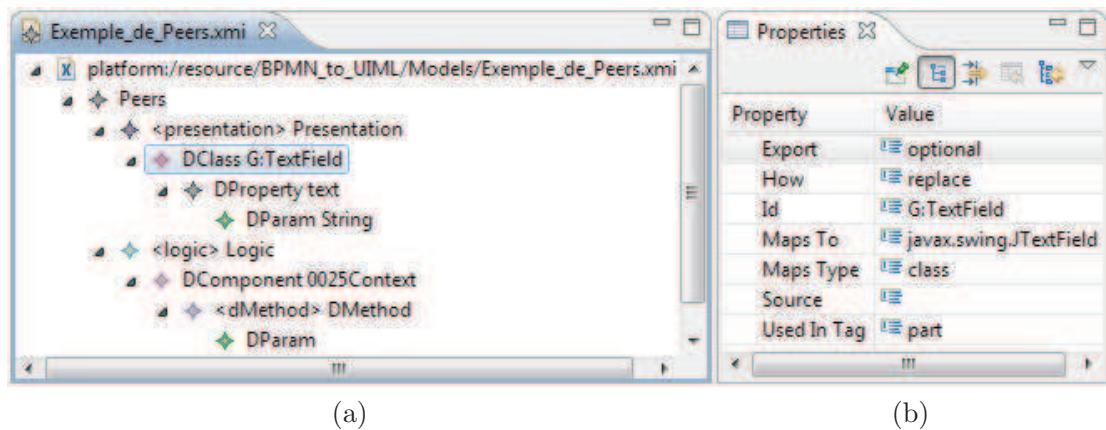 Exemple_de_Peers.xmi
platform:/resource/BPMN_to_UIML/Models/Exemple_de_Peers.xmi
Peers
<presentation> Presentation
DClass G:TextField
DProperty text
DParam String
<logic> Logic
DComponent 0025Context
<dMethod> DMethod
DParam
(a)
Properties
Property Value
Export optional
How replace
Id G:TextField
Maps To javax.swing.JTextField
Maps Type class
Source
Used In Tag part
(b)